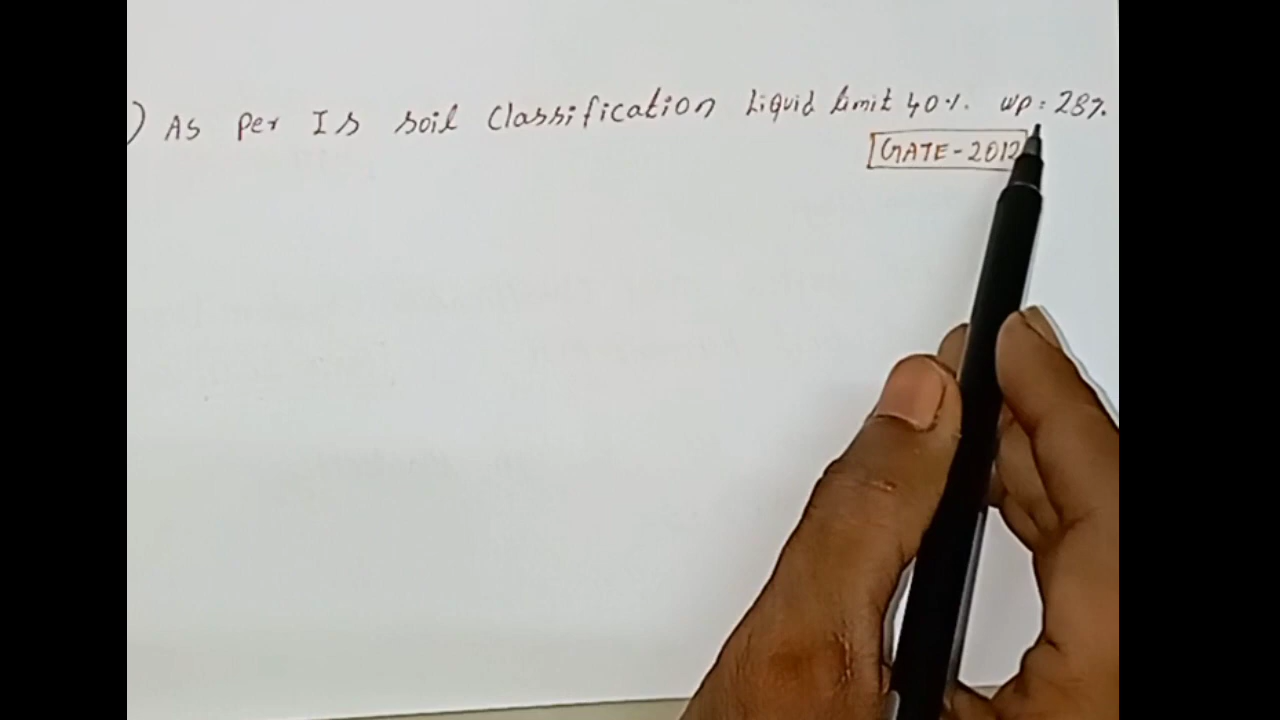 ) As per IS soil classification Liquid limit 40%. wp = 28%.
[GATE-2012